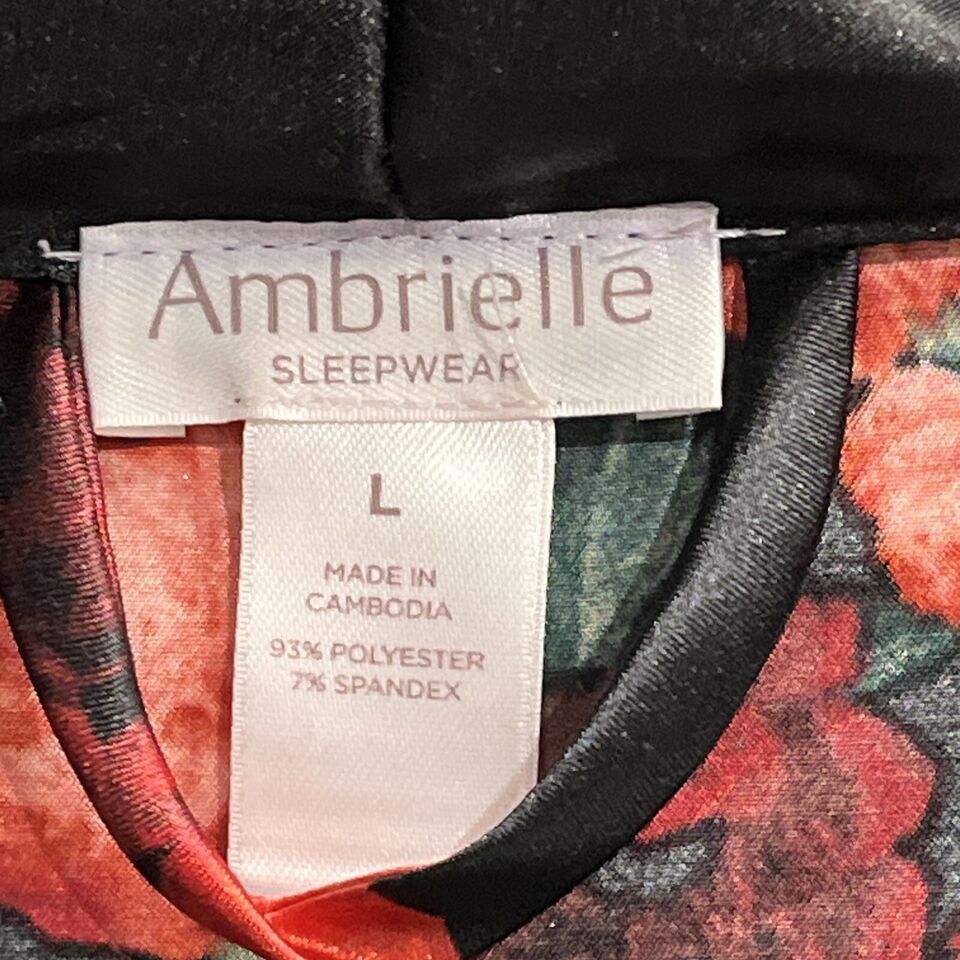 Ambrielle
SLEEPWEAR
L
MADE IN
CAMBODIA
93% POLYESTER
7% SPANDEX